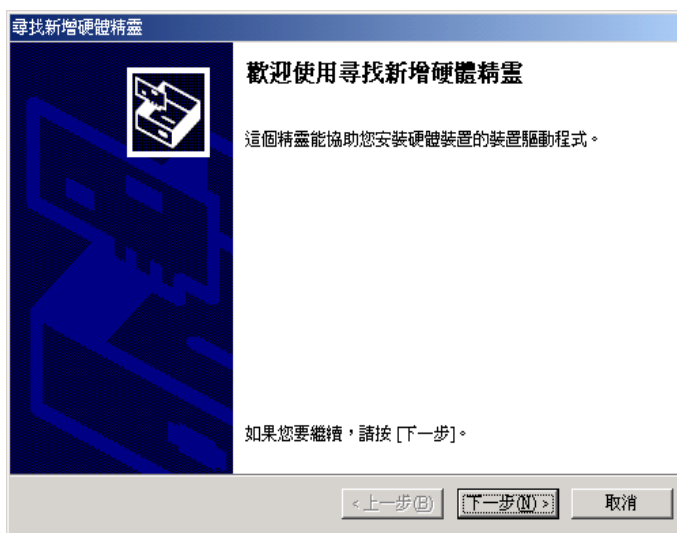 尋找新增硬體精靈
歡迎使用尋找新增硬體精靈
這個精靈能協助您安裝硬體裝置的裝置驅動程式。
如果您要繼續，請按 [下一步]。
<上一步(B)
下一步(N)>
取消